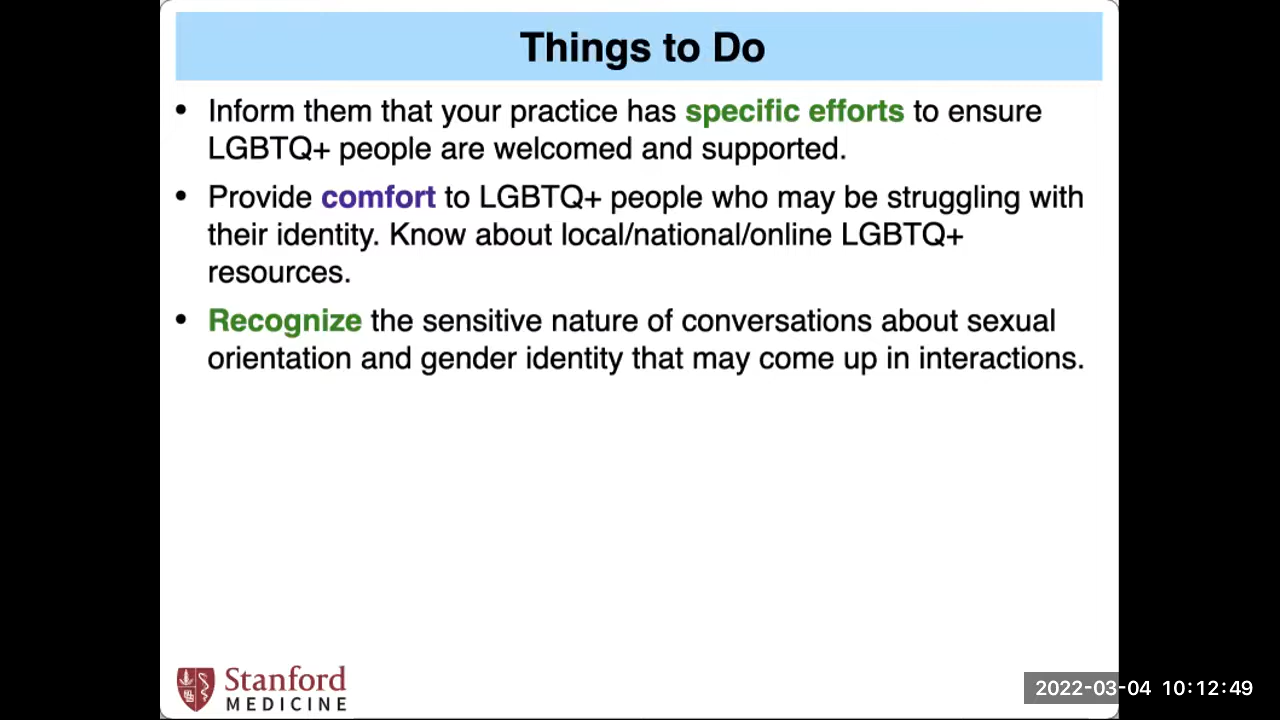 Things to Do
• Inform them that your practice has specific efforts to ensure
LGBTQ+ people are welcomed and supported.
• Provide comfort to LGBTQ+ people who may be struggling with
their identity. Know about local/national/online LGBTQ+
resources.
• Recognize the sensitive nature of conversations about sexual
orientation and gender identity that may come up in interactions.
Stanford
MEDICINE
2022-03-04 10:12:49